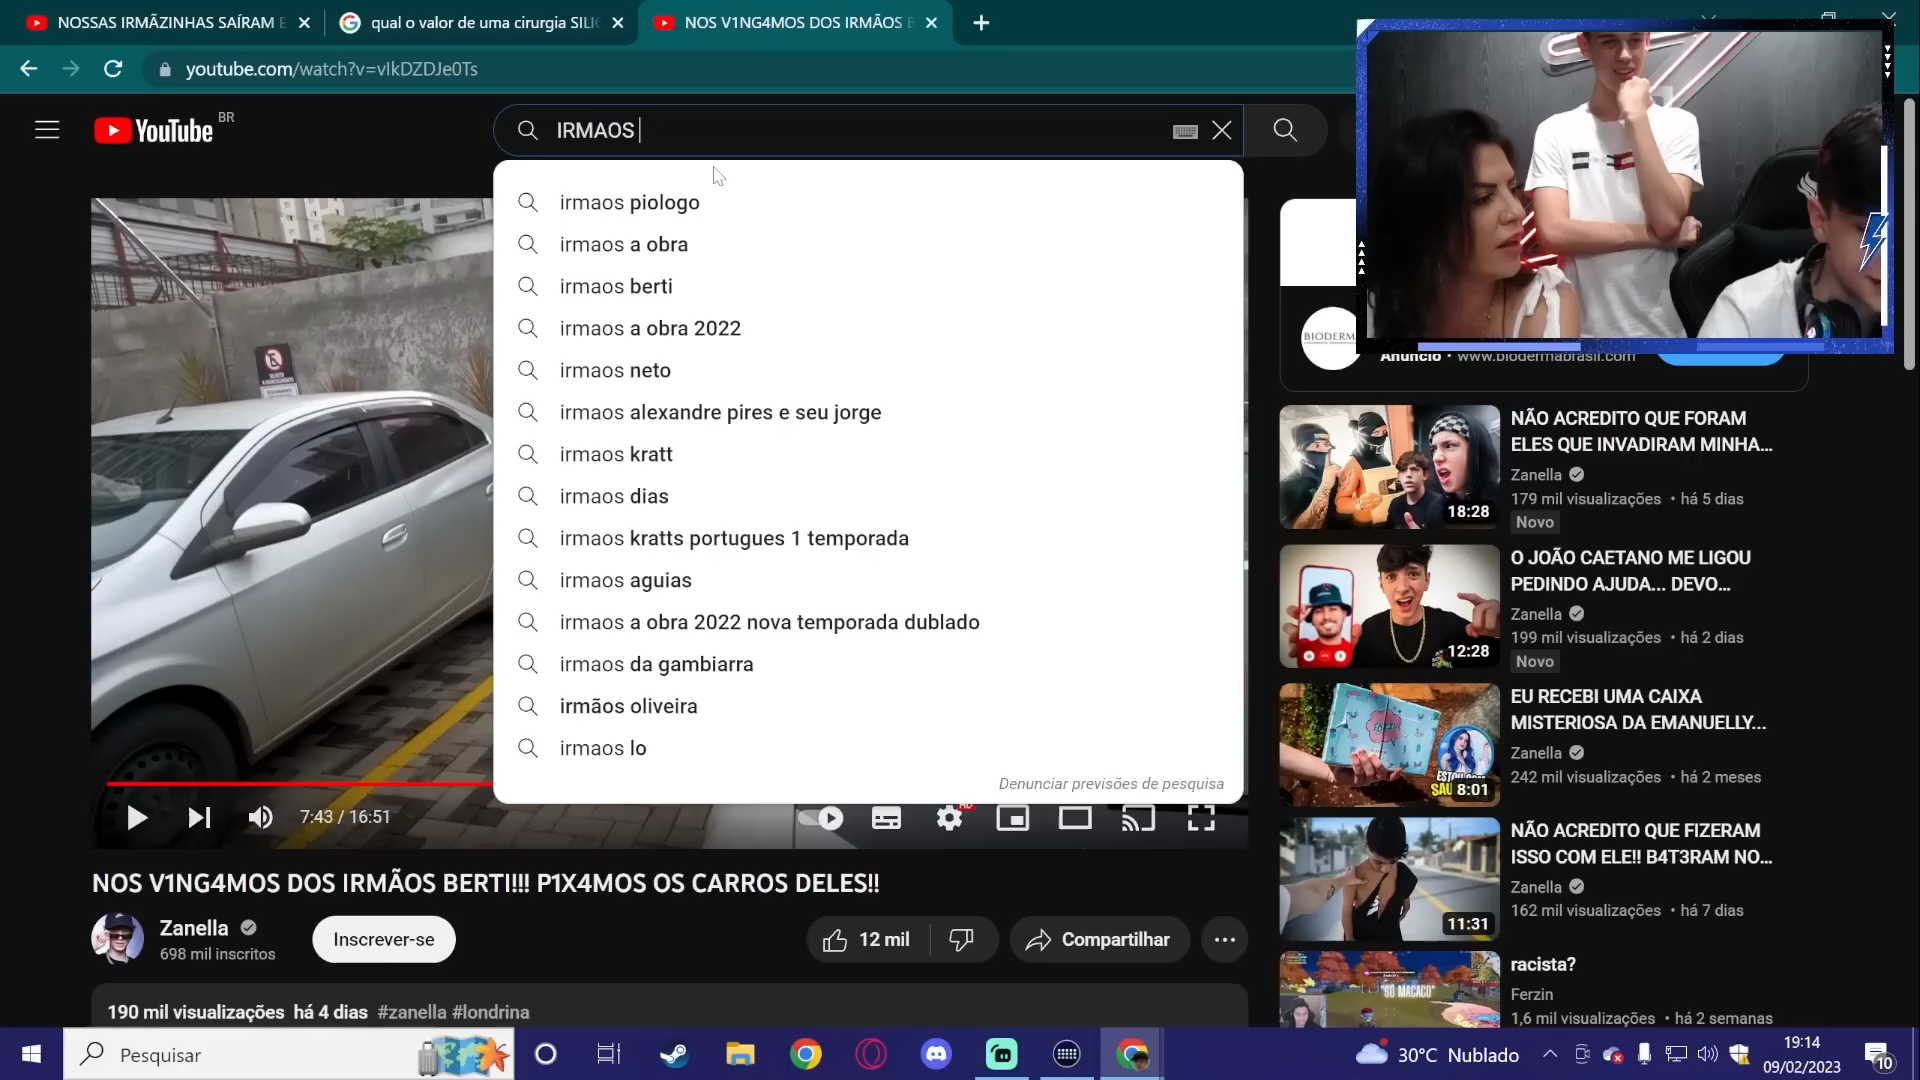 NOSSAS IRMÃZINHAS SAÍRAM E
qual o valor de uma cirurgia SILIC
NOS V1NG4MOS DOS IRMÃOS B
youtube.com/watch?v=vIkDZDJe0Ts
YouTube
BR
IRMAOS
irmaos piologo
irmaos a obra
irmaos berti
irmaos a obra 2022
irmaos neto
irmaos alexandre pires e seu jorge
irmaos kratt
irmaos dias
irmaos kratts portugues 1 temporada
irmaos aguias
irmaos a obra 2022 nova temporada dublado
irmaos da gambiarra
irmãos oliveira
irmaos lo
Denunciar previsões de pesquisa
7:43 / 16:51
HD
NOS V1NG4MOS DOS IRMÃOS BERTI!!! P1X4MOS OS CARROS DELES!!
Zanella
698 mil inscritos
Inscrever-se
12 mil
Compartilhar
190 mil visualizações há 4 dias #zanella #londrina
BIODERM
Anúncio • www.biodermabrasil.com
NÃO ACREDITO QUE FORAM
ELES QUE INVADIRAM MINHA...
Zanella
179 mil visualizações • há 5 dias
Novo
18:28
O JOÃO CAETANO ME LIGOU
PEDINDO AJUDA... DEVO...
Zanella
199 mil visualizações • há 2 dias
Novo
12:28
EU RECEBI UMA CAIXA
MISTERIOSA DA EMANUELLY...
Zanella
242 mil visualizações • há 2 meses
8:01
NÃO ACREDITO QUE FIZERAM
ISSO COM ELE!! B4T3RAM NO...
Zanella
162 mil visualizações • há 7 dias
11:31
racista?
Ferzin
1,6 mil visualizações • há 2 semanas
"SÓ MACACO"
Pesquisar
30°C Nublado
19:14
09/02/2023
10